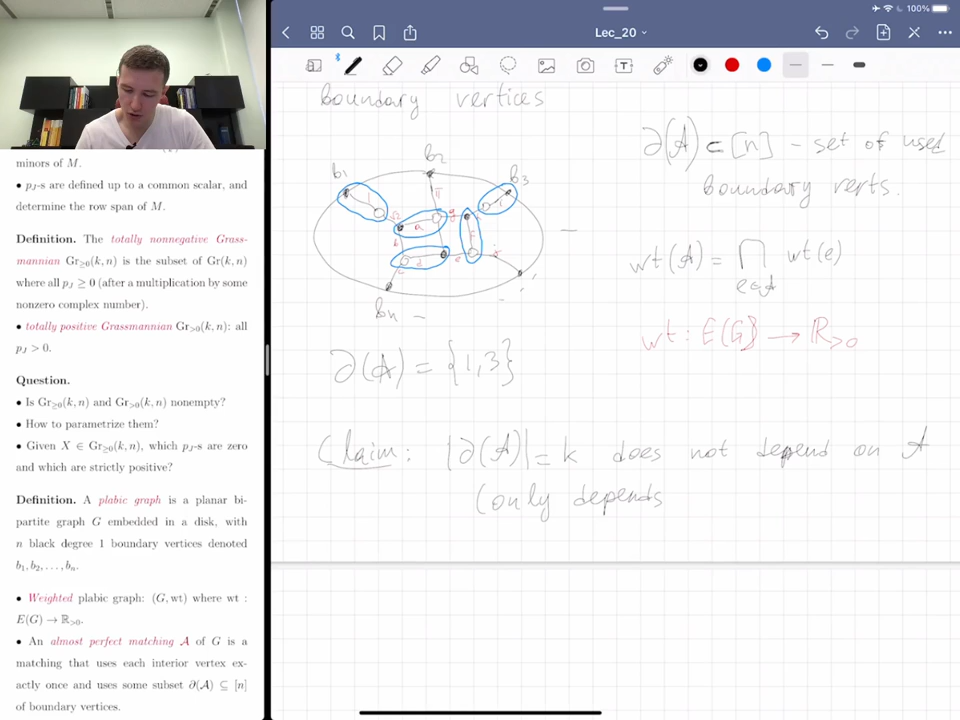 100%
Lec_20
minors of M.
• p_J-s are defined up to a common scalar, and
determine the row span of M.
Definition. The totally nonnegative Grass-
mannian Gr≥0(k, n) is the subset of Gr(k, n)
where all p_J ≥ 0 (after a multiplication by some
nonzero complex number).
• totally positive Grassmannian Gr>0(k, n): all
p_J > 0.
Question.
• Is Gr≥0(k, n) and Gr>0(k, n) nonempty?
• How to parametrize them?
• Given X ∈ Gr≥0(k, n), which p_J-s are zero
and which are strictly positive?
Definition. A plabic graph is a planar bi-
partite graph G embedded in a disk, with
n black degree 1 boundary vertices denoted
b₁, b₂, . . . , bₙ.
• Weighted plabic graph: (G, wt) where wt :
E(G) → ℝ>0.
• An almost perfect matching 𝒜 of G is a
matching that uses each interior vertex ex-
actly once and uses some subset ∂(𝒜) ⊆ [n]
of boundary vertices.
boundary vertices
b₁
b₂
b₃
bₙ
∂(𝒜) ⊂ [n] - set of used
boundary verts.
wt(𝒜) = ∏ wt(e)
e∈𝒜
wt : E(G) → ℝ>0
∂(𝒜) = {1,3}
Claim: |∂(𝒜)| = k does not depend on 𝒜
(only depends